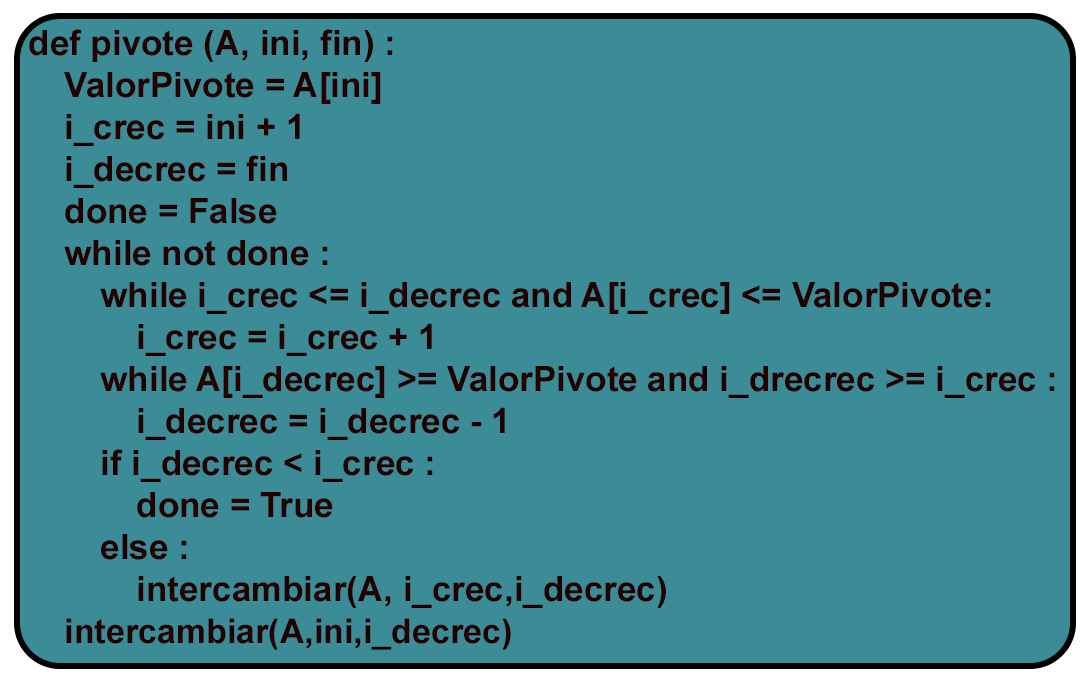 def pivote (A, ini, fin) :
ValorPivote = A[ini]
i_crec = ini + 1
i_decrec = fin
done = False
while not done :
while i_crec <= i_decrec and A[i_crec] <= ValorPivote:
i_crec = i_crec + 1
while A[i_decrec] >= ValorPivote and i_drecrec >= i_crec :
i_decrec = i_decrec - 1
if i_decrec < i_crec :
done = True
else :
intercambiar(A, i_crec,i_decrec)
intercambiar(A,ini,i_decrec)